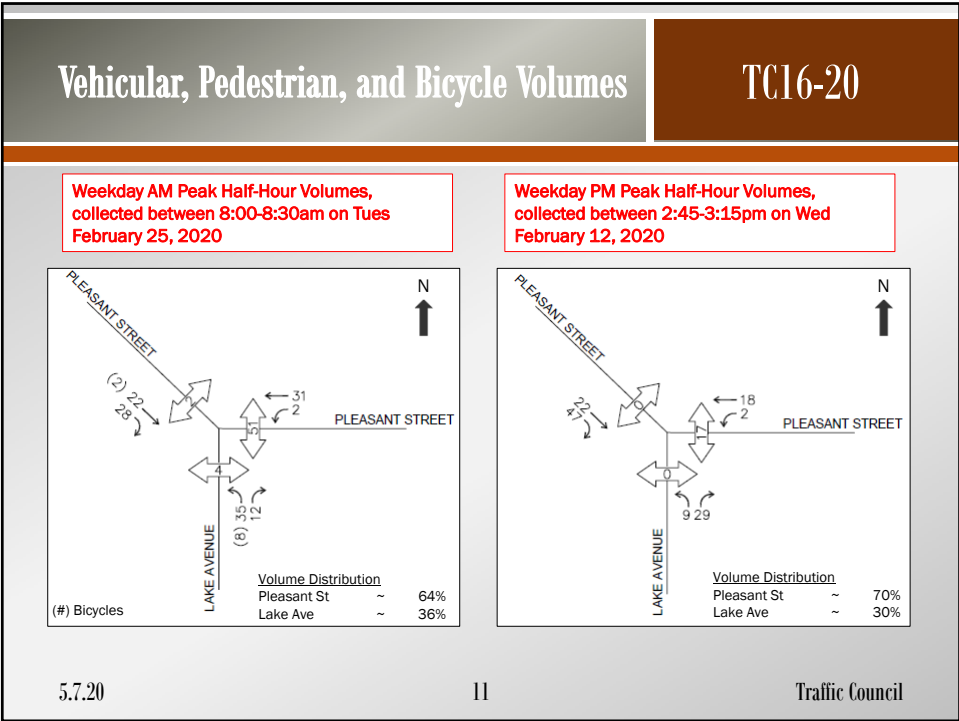 Vehicular, Pedestrian, and Bicycle Volumes
TC16-20
Weekday AM Peak Half-Hour Volumes,
collected between 8:00-8:30am on Tues
February 25, 2020
Weekday PM Peak Half-Hour Volumes,
collected between 2:45-3:15pm on Wed
February 12, 2020
PLEASANT STREET
N
(2) 22
28
2
31
2
51
PLEASANT STREET
4
(8) 35
12
LAKE AVENUE
(#) Bicycles
Volume Distribution
Pleasant St ~ 64%
Lake Ave ~ 36%
PLEASANT STREET
N
22
47
0
18
2
17
PLEASANT STREET
0
9 29
LAKE AVENUE
Volume Distribution
Pleasant St ~ 70%
Lake Ave ~ 30%
5.7.20
11
Traffic Council